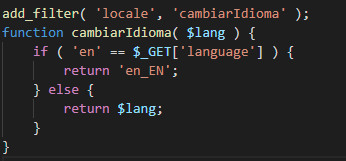 add_filter( 'locale', 'cambiarIdioma' );
function cambiarIdioma( $lang ) {
    if ( 'en' == $_GET['language'] ) {
        return 'en_EN';
    } else {
        return $lang;
    }
}